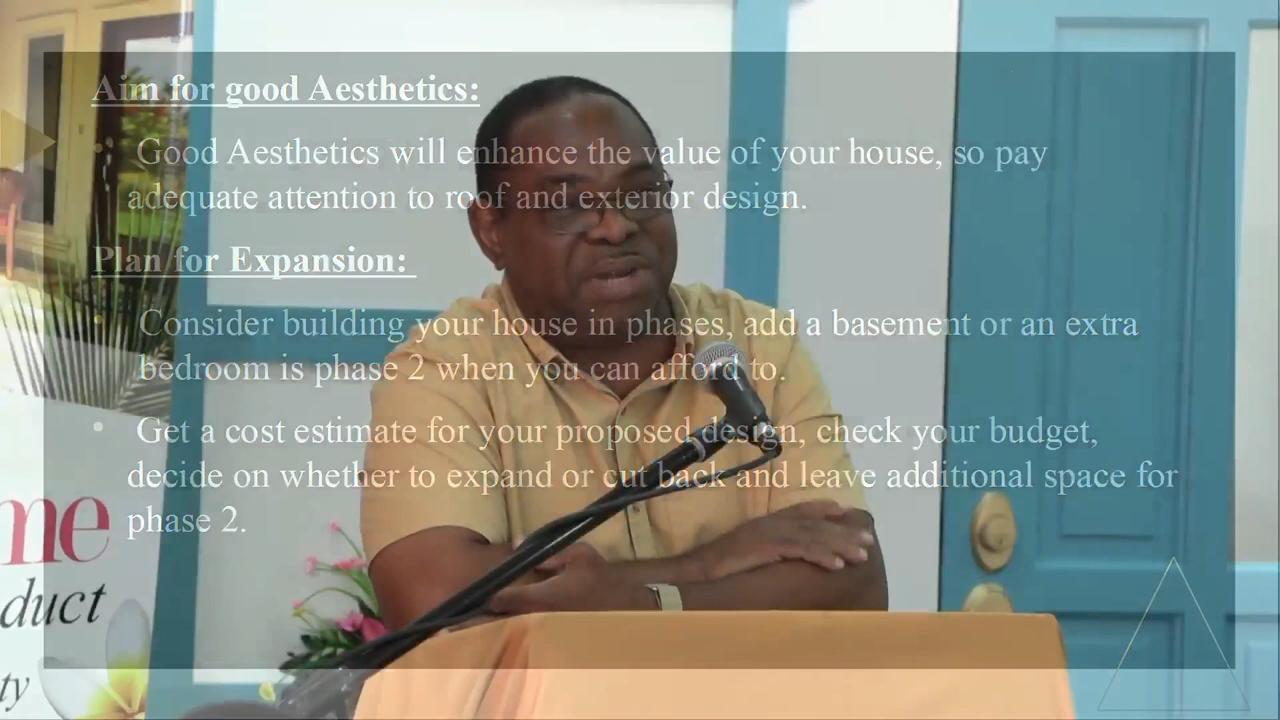 Aim for good Aesthetics:
Good Aesthetics will enhance the value of your house, so pay
adequate attention to roof and exterior design.
Plan for Expansion:
Consider building your house in phases, add a basement or an extra
bedroom is phase 2 when you can afford to.
Get a cost estimate for your proposed design, check your budget,
decide on whether to expand or cut back and leave additional space for
phase 2.
me
duct
ty